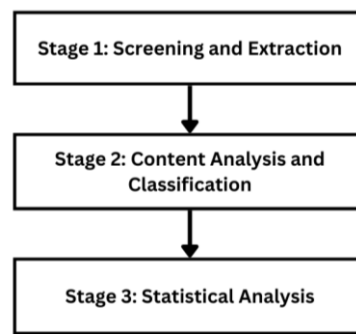 Stage 1: Screening and Extraction
Stage 2: Content Analysis and
Classification
Stage 3: Statistical Analysis